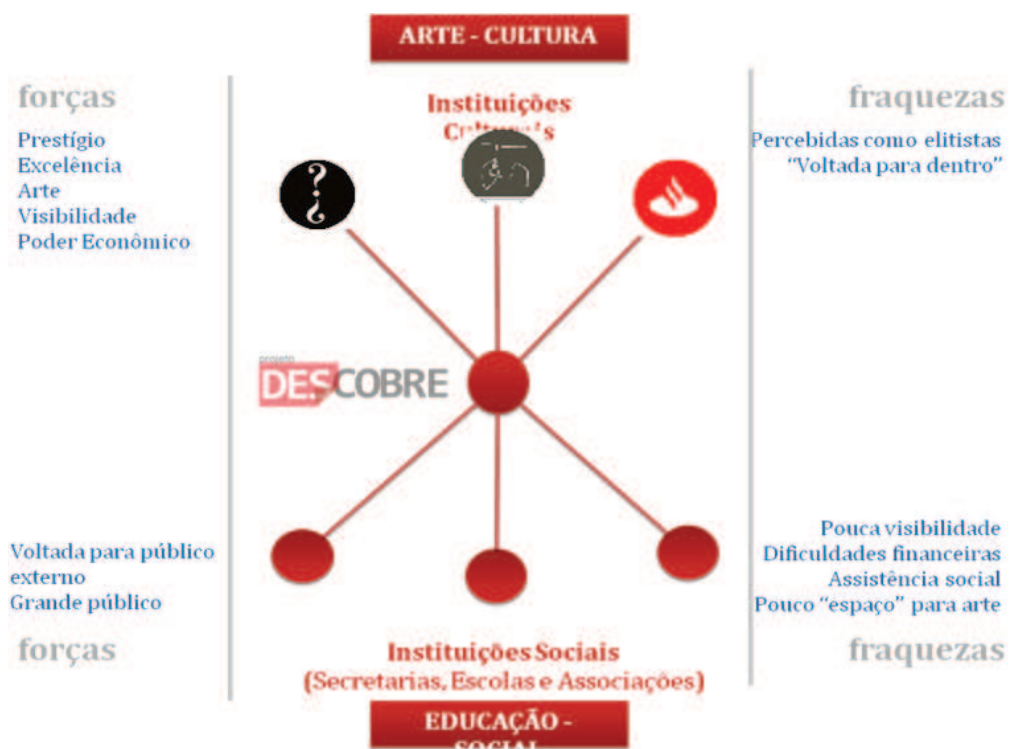 ARTE - CULTURA
forças
Prestígio
Excelência
Arte
Visibilidade
Poder Econômico
Instituições
fraquezas
Percebidas como elitistas
“Voltada para dentro”
projeto
DESCOBRE
Voltada para público
externo
Grande público
forças
Pouca visibilidade
Dificuldades financeiras
Assistência social
Pouco “espaço” para arte
fraquezas
Instituições Sociais
(Secretarias, Escolas e Associações)
EDUCAÇÃO -
SOCIAL